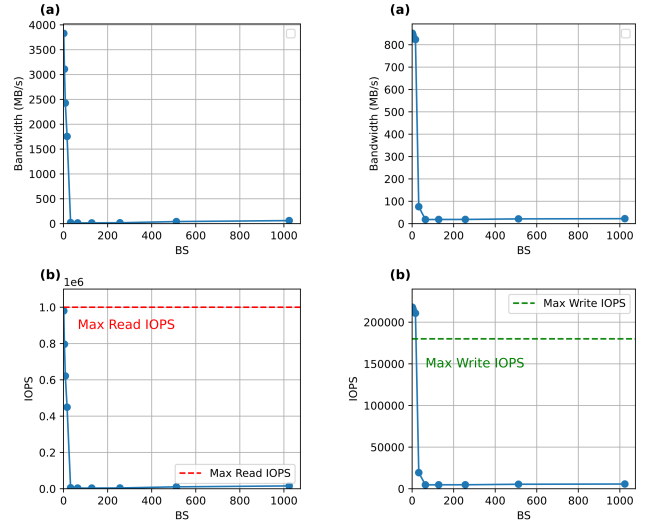 (a)
4000
3500
3000
2500
2000
1500
1000
500
0
Bandwidth (MB/s)
0 200 400 600 800 1000
BS
(a)
800
700
600
500
400
300
200
100
0
Bandwidth (MB/s)
0 200 400 600 800 1000
BS
(b)
1e6
1.0
0.8
0.6
0.4
0.2
0.0
IOPS
Max Read IOPS
Max Read IOPS
0 200 400 600 800 1000
BS
(b)
200000
150000
100000
50000
0
IOPS
Max Write IOPS
Max Write IOPS
0 200 400 600 800 1000
BS